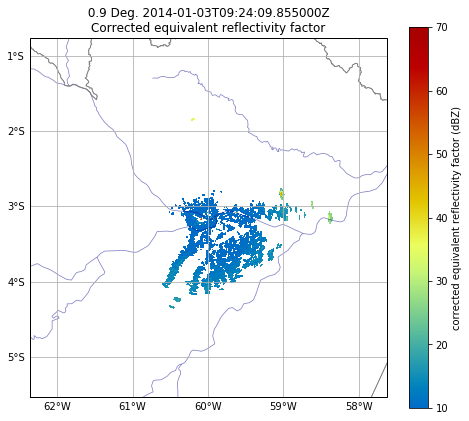 0.9 Deg. 2014-01-03T09:24:09.855000Z
Corrected equivalent reflectivity factor
1°S
2°S
3°S
4°S
5°S
62°W 61°W 60°W 59°W 58°W
70
60
50
40
30
20
10
corrected equivalent reflectivity factor (dBZ)